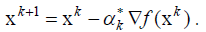 x^{k+1} = x^k − α_k^* ∇f(x^k) .